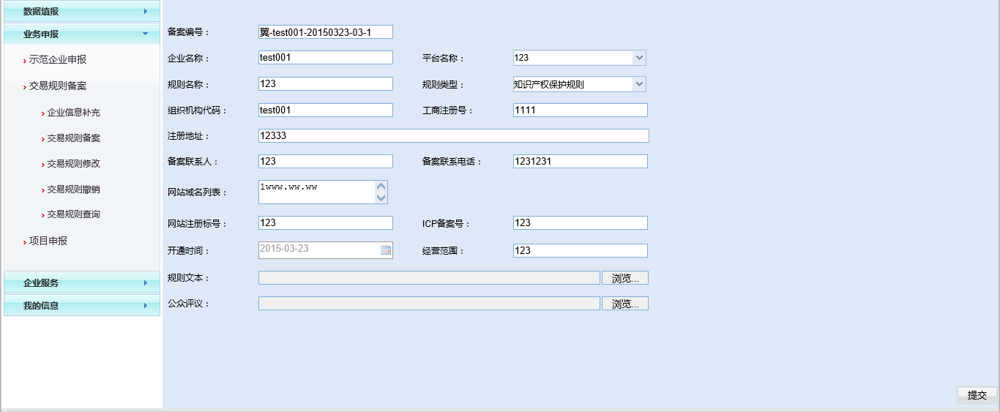 数据填报
业务申报
示范企业申报
交易规则备案
企业信息补充
交易规则备案
交易规则修改
交易规则撤销
交易规则查询
项目申报
企业服务
我的信息
备案编号： 翼-test001-20150323-03-1
企业名称： test001 平台名称： 123
规则名称： 123 规则类型： 知识产权保护规则
组织机构代码： test001 工商注册号： 1111
注册地址： 12333
备案联系人： 123 备案联系电话： 1231231
网站域名列表： 1www.ww.ww
网站注册标号： 123 ICP备案号： 123
开通时间： 2015-03-23 经营范围： 123
规则文本： 浏览...
公众评议： 浏览...
提交